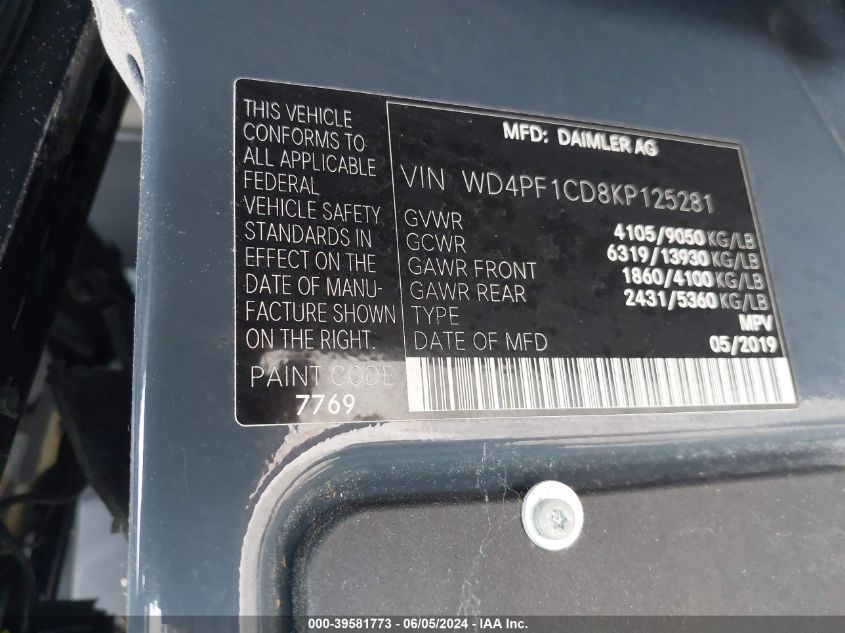 THIS VEHICLE
CONFORMS TO
ALL APPLICABLE
FEDERAL
VEHICLE SAFETY
STANDARDS IN
EFFECT ON THE
DATE OF MANU-
FACTURE SHOWN
ON THE RIGHT.
PAINT CODE
7769
MFD: DAIMLER AG
VIN WD4PF1CD8KP125281
GVWR 4105/9050 KG/LB
GCWR 6319/13930 KG/LB
GAWR FRONT 1860/4100 KG/LB
GAWR REAR 2431/5360 KG/LB
TYPE MPV
DATE OF MFD 05/2019
000-39581773 - 06/05/2024 - IAA Inc.